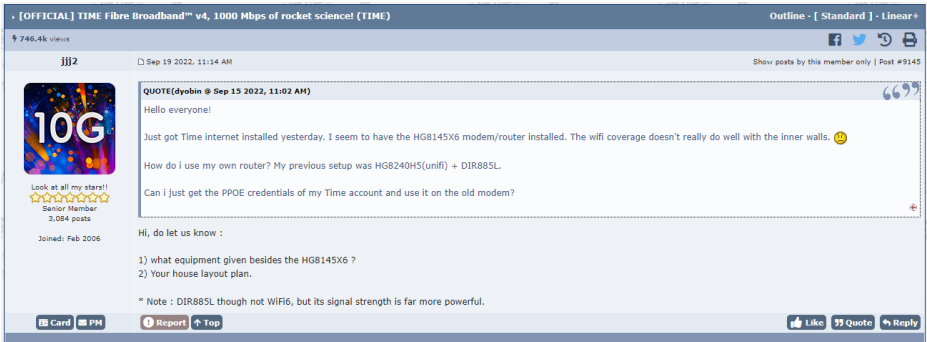 [OFFICIAL] TIME Fibre Broadband™ v4, 1000 Mbps of rocket science! (TIME)
Outline · [ Standard ] · Linear+
746.4k views
jjj2
Sep 19 2022, 11:14 AM
Show posts by this member only | Post #9145
10G
Look at all my stars!!
Senior Member
3,084 posts
Joined: Feb 2006
QUOTE(dyobin @ Sep 15 2022, 11:02 AM)
Hello everyone!
Just got Time internet installed yesterday. I seem to have the HG8145X6 modem/router installed. The wifi coverage doesn't really do well with the inner walls.
How do i use my own router? My previous setup was HG8240H5(unifi) + DIR885L.
Can i just get the PPOE credentials of my Time account and use it on the old modem?
Hi, do let us know :
1) what equipment given besides the HG8145X6 ?
2) Your house layout plan.
* Note : DIR885L though not WiFi6, but its signal strength is far more powerful.
Card PM
Report Top
Like Quote Reply